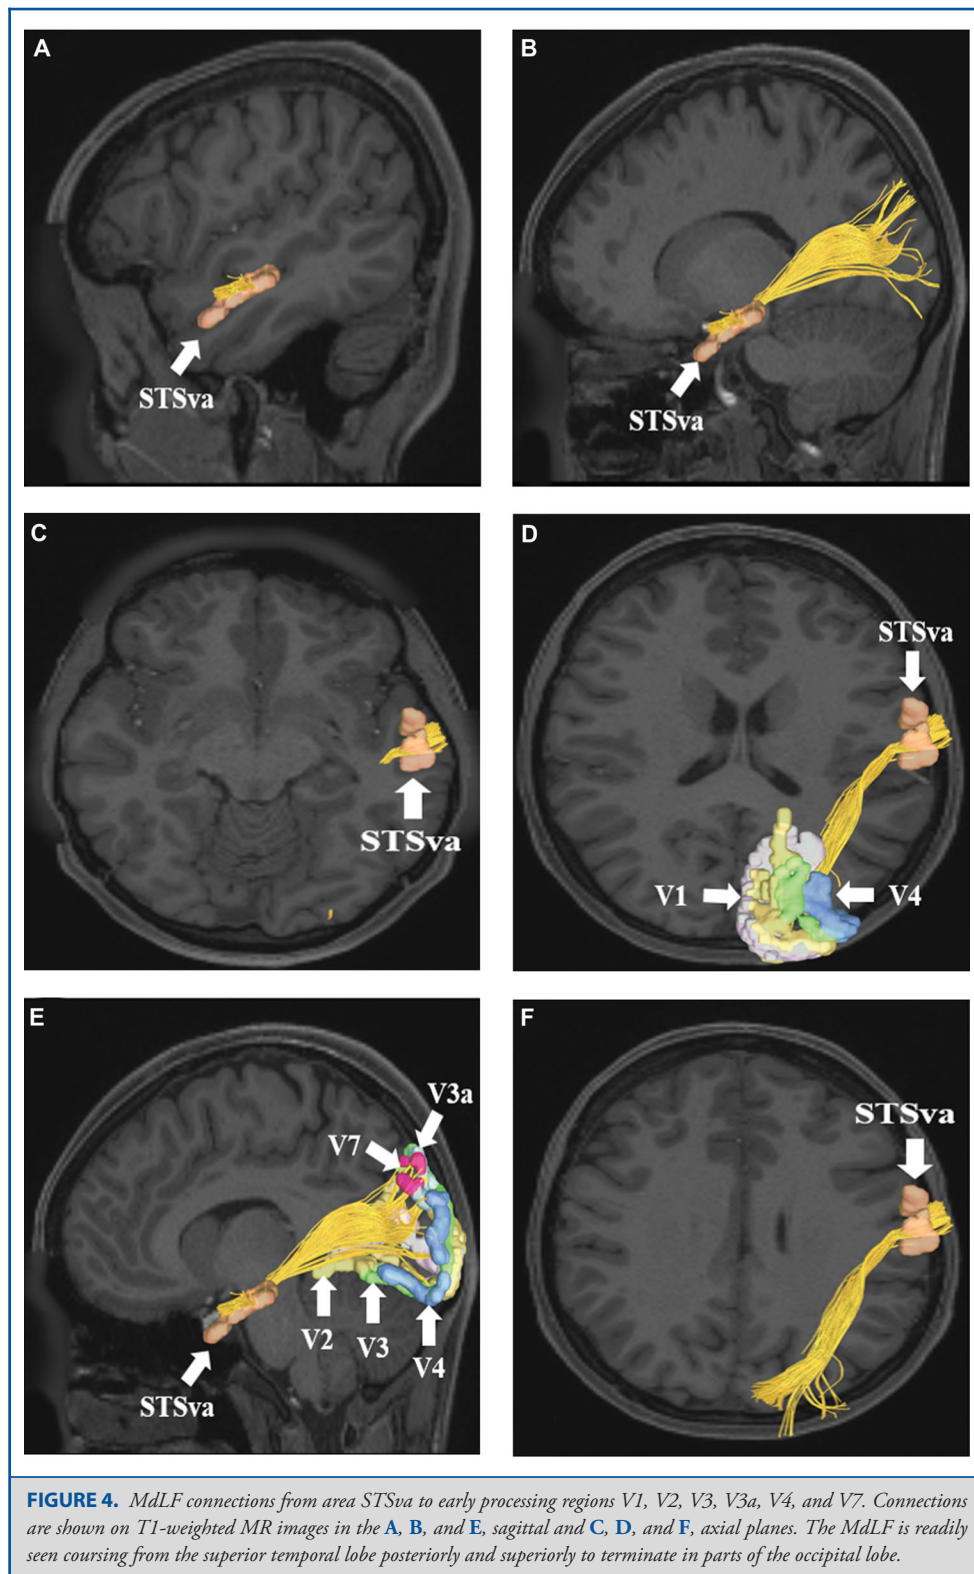 A
STSva
B
STSva
C
STSva
D
STSva
V1
V4
E
V3a
V7
V2
V3
V4
STSva
F
STSva
FIGURE 4. MdLF connections from area STSva to early processing regions V1, V2, V3, V3a, V4, and V7. Connections
are shown on T1-weighted MR images in the A, B, and E, sagittal and C, D, and F, axial planes. The MdLF is readily
seen coursing from the superior temporal lobe posteriorly and superiorly to terminate in parts of the occipital lobe.